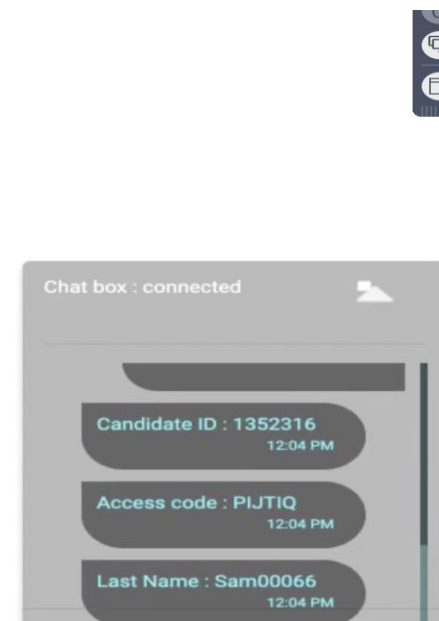 Chat box : connected
Candidate ID : 1352316
12:04 PM
Access code : PIJTIQ
12:04 PM
Last Name : Sam00066
12:04 PM